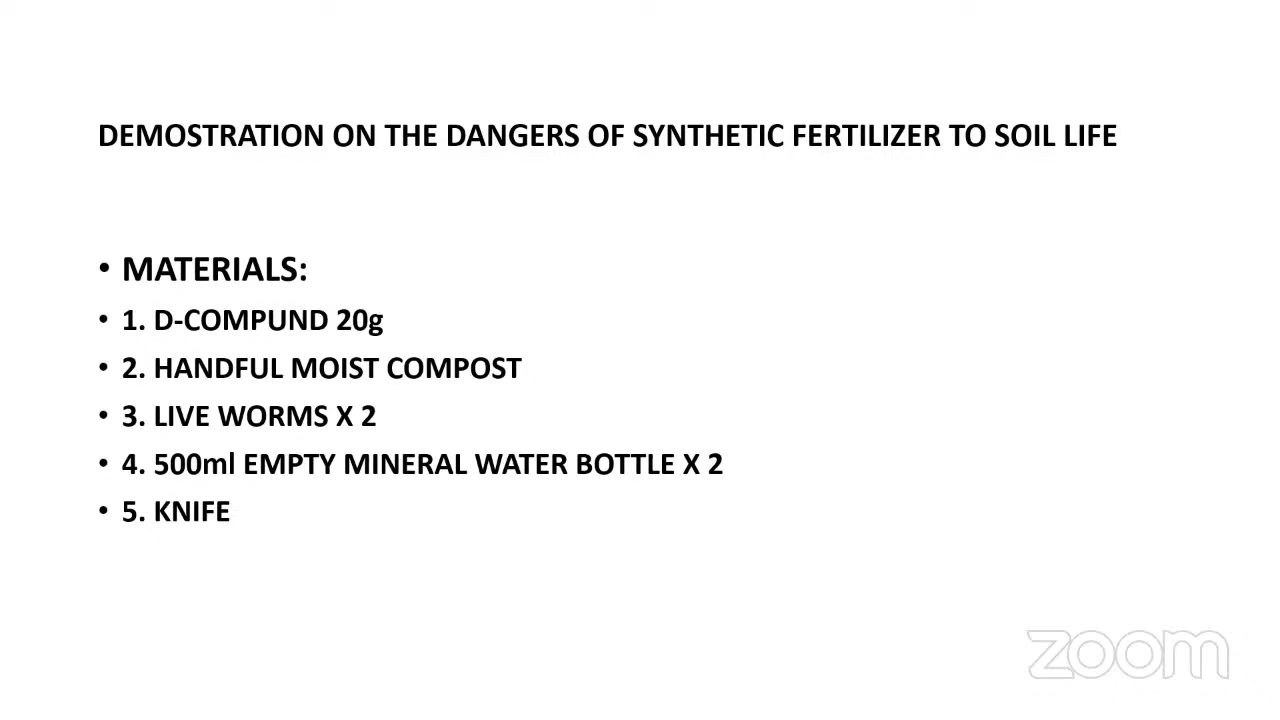 DEMOSTRATION ON THE DANGERS OF SYNTHETIC FERTILIZER TO SOIL LIFE
• MATERIALS:
• 1. D-COMPUND 20g
• 2. HANDFUL MOIST COMPOST
• 3. LIVE WORMS X 2
• 4. 500ml EMPTY MINERAL WATER BOTTLE X 2
• 5. KNIFE
zoom